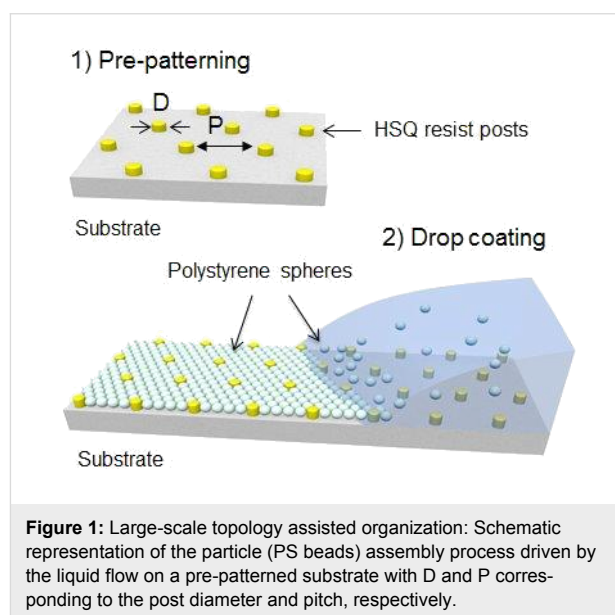 1) Pre-patterning
D
P
HSQ resist posts
Substrate
2) Drop coating
Polystyrene spheres
Substrate
Figure 1: Large-scale topology assisted organization: Schematic
representation of the particle (PS beads) assembly process driven by
the liquid flow on a pre-patterned substrate with D and P corres-
ponding to the post diameter and pitch, respectively.